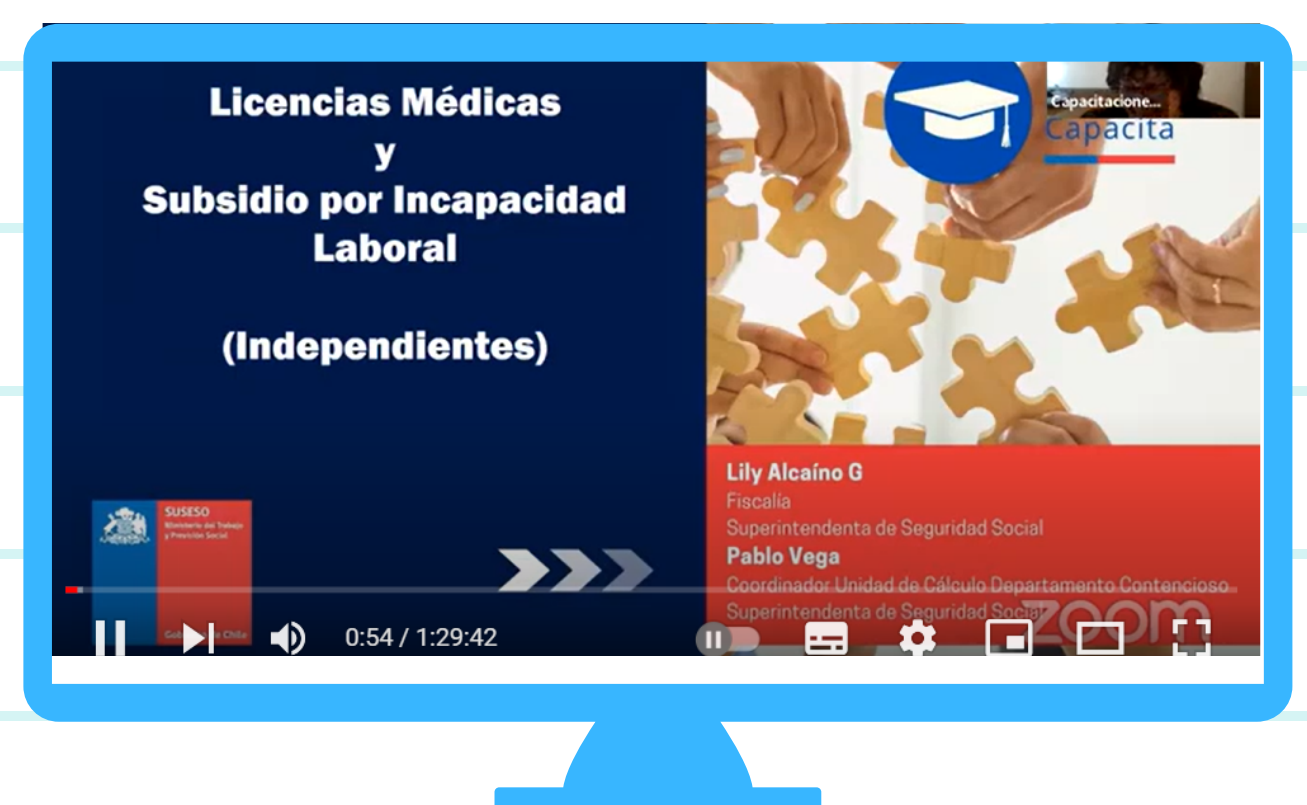 Licencias Médicas
y
Subsidio por Incapacidad
Laboral
(Independientes)
Capacitacione...
Capacita
Lily Alcaíno G
Fiscalía
Superintendenta de Seguridad Social
Pablo Vega
Coordinador Unidad de Cálculo Departamento Contencioso
Superintendenta de Seguridad Social
SUSESO
Ministerio del Trabajo
y Previsión Social
Chile
zoom
0:54 / 1:29:42